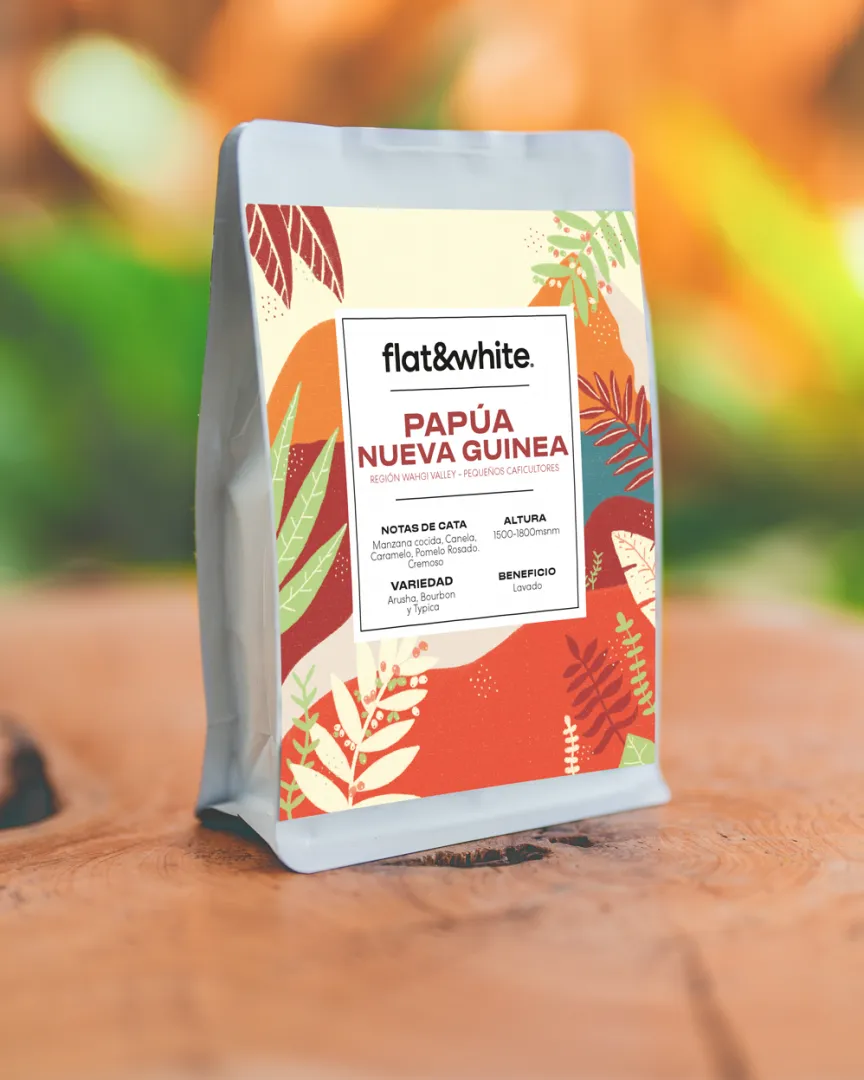 flat&white.
PAPÚA
NUEVA GUINEA
REGIÓN WAHGI VALLEY - PEQUEÑOS CAFICULTORES
NOTAS DE CATA
Manzana cocida, Canela,
Caramelo, Pomelo Rosado.
Cremoso
ALTURA
1500-1800msnm
VARIEDAD
Arusha, Bourbon
y Typica
BENEFICIO
Lavado